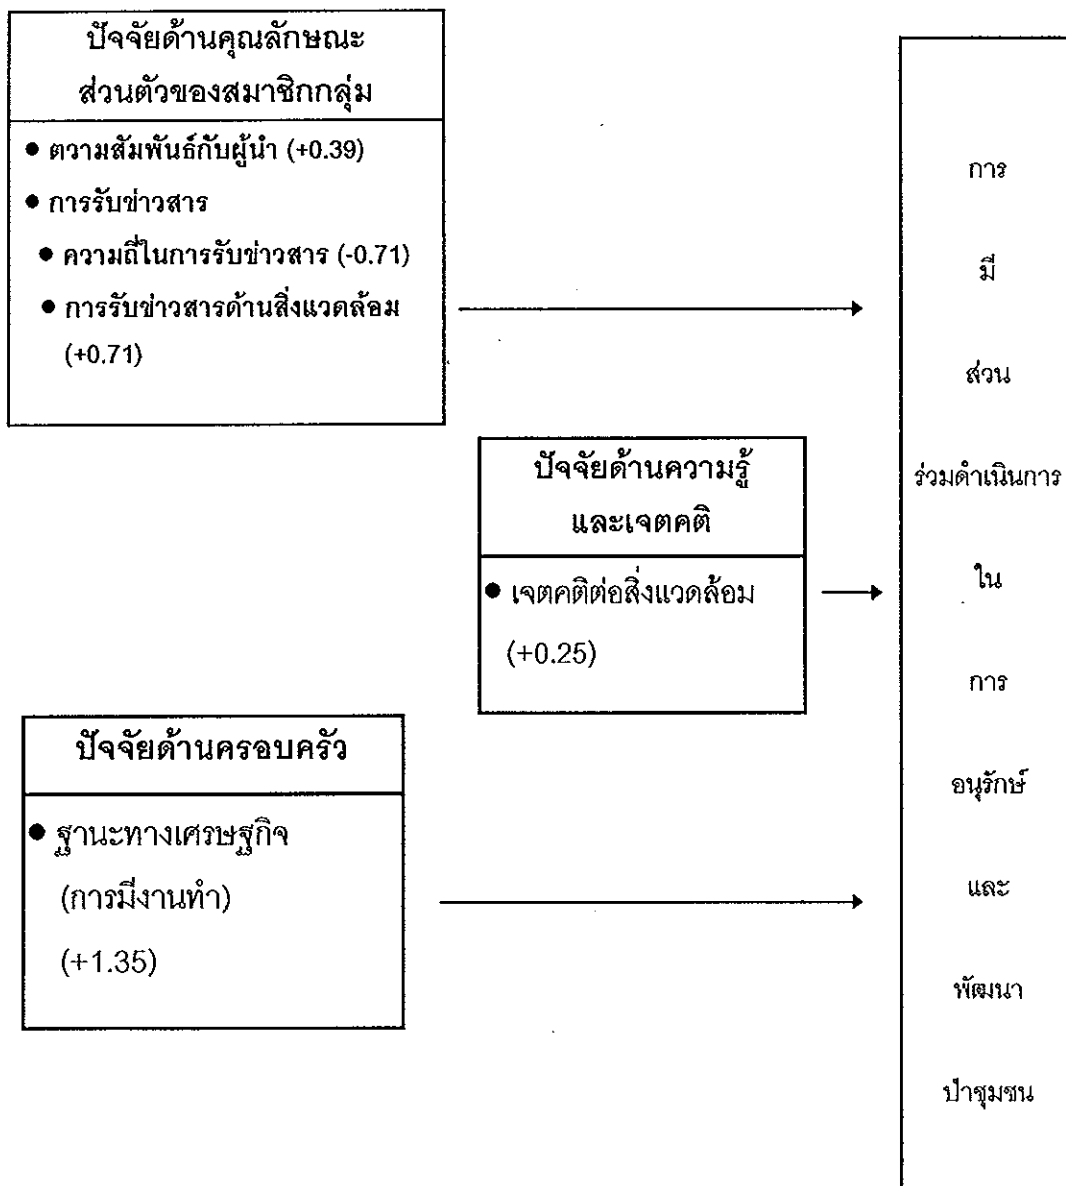 ปัจจัยด้านคุณลักษณะ
ส่วนตัวของสมาชิกกลุ่ม
● ตวามสัมพันธ์กับผู้นำ (+0.39)
● การรับข่าวสาร
● ความถี่ในการรับข่าวสาร (-0.71)
● การรับข่าวสารด้านสิ่งแวดล้อม
(+0.71)
ปัจจัยด้านความรู้
และเจตคติ
● เจตคติต่อสิ่งแวดล้อม
(+0.25)
ปัจจัยด้านครอบครัว
● ฐานะทางเศรษฐกิจ
(การมีงานทำ)
(+1.35)
การ
มี
ส่วน
ร่วมดำเนินการ
ใน
การ
อนุรักษ์
และ
พัฒนา
ป่าชุมชน